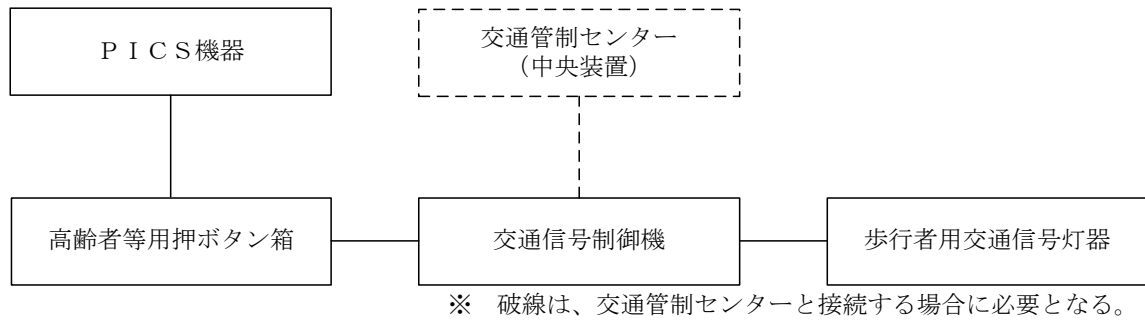 ＰＩＣＳ機器
交通管制センター
（中央装置）
高齢者等用押ボタン箱
交通信号制御機
歩行者用交通信号灯器
※　破線は、交通管制センターと接続する場合に必要となる。